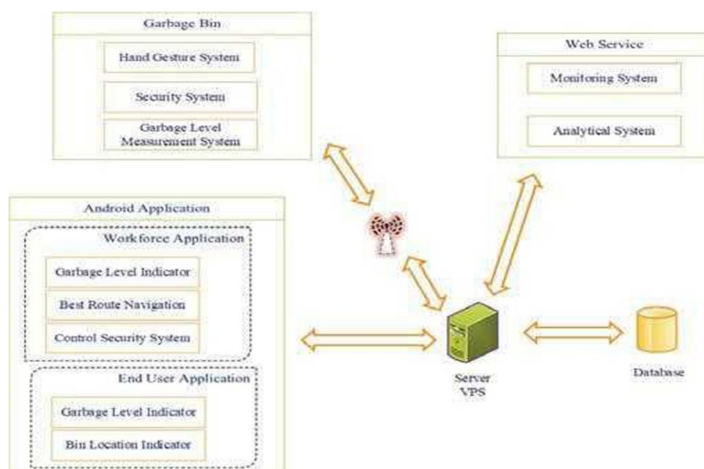 Garbage Bin
Hand Gesture System
Security System
Garbage Level
Measurement System
Web Service
Monitoring System
Analytical System
Android Application
Workforce Application
Garbage Level Indicator
Best Route Navigation
Control Security System
End User Application
Garbage Level Indicator
Bin Location Indicator
Server
VPS
Database